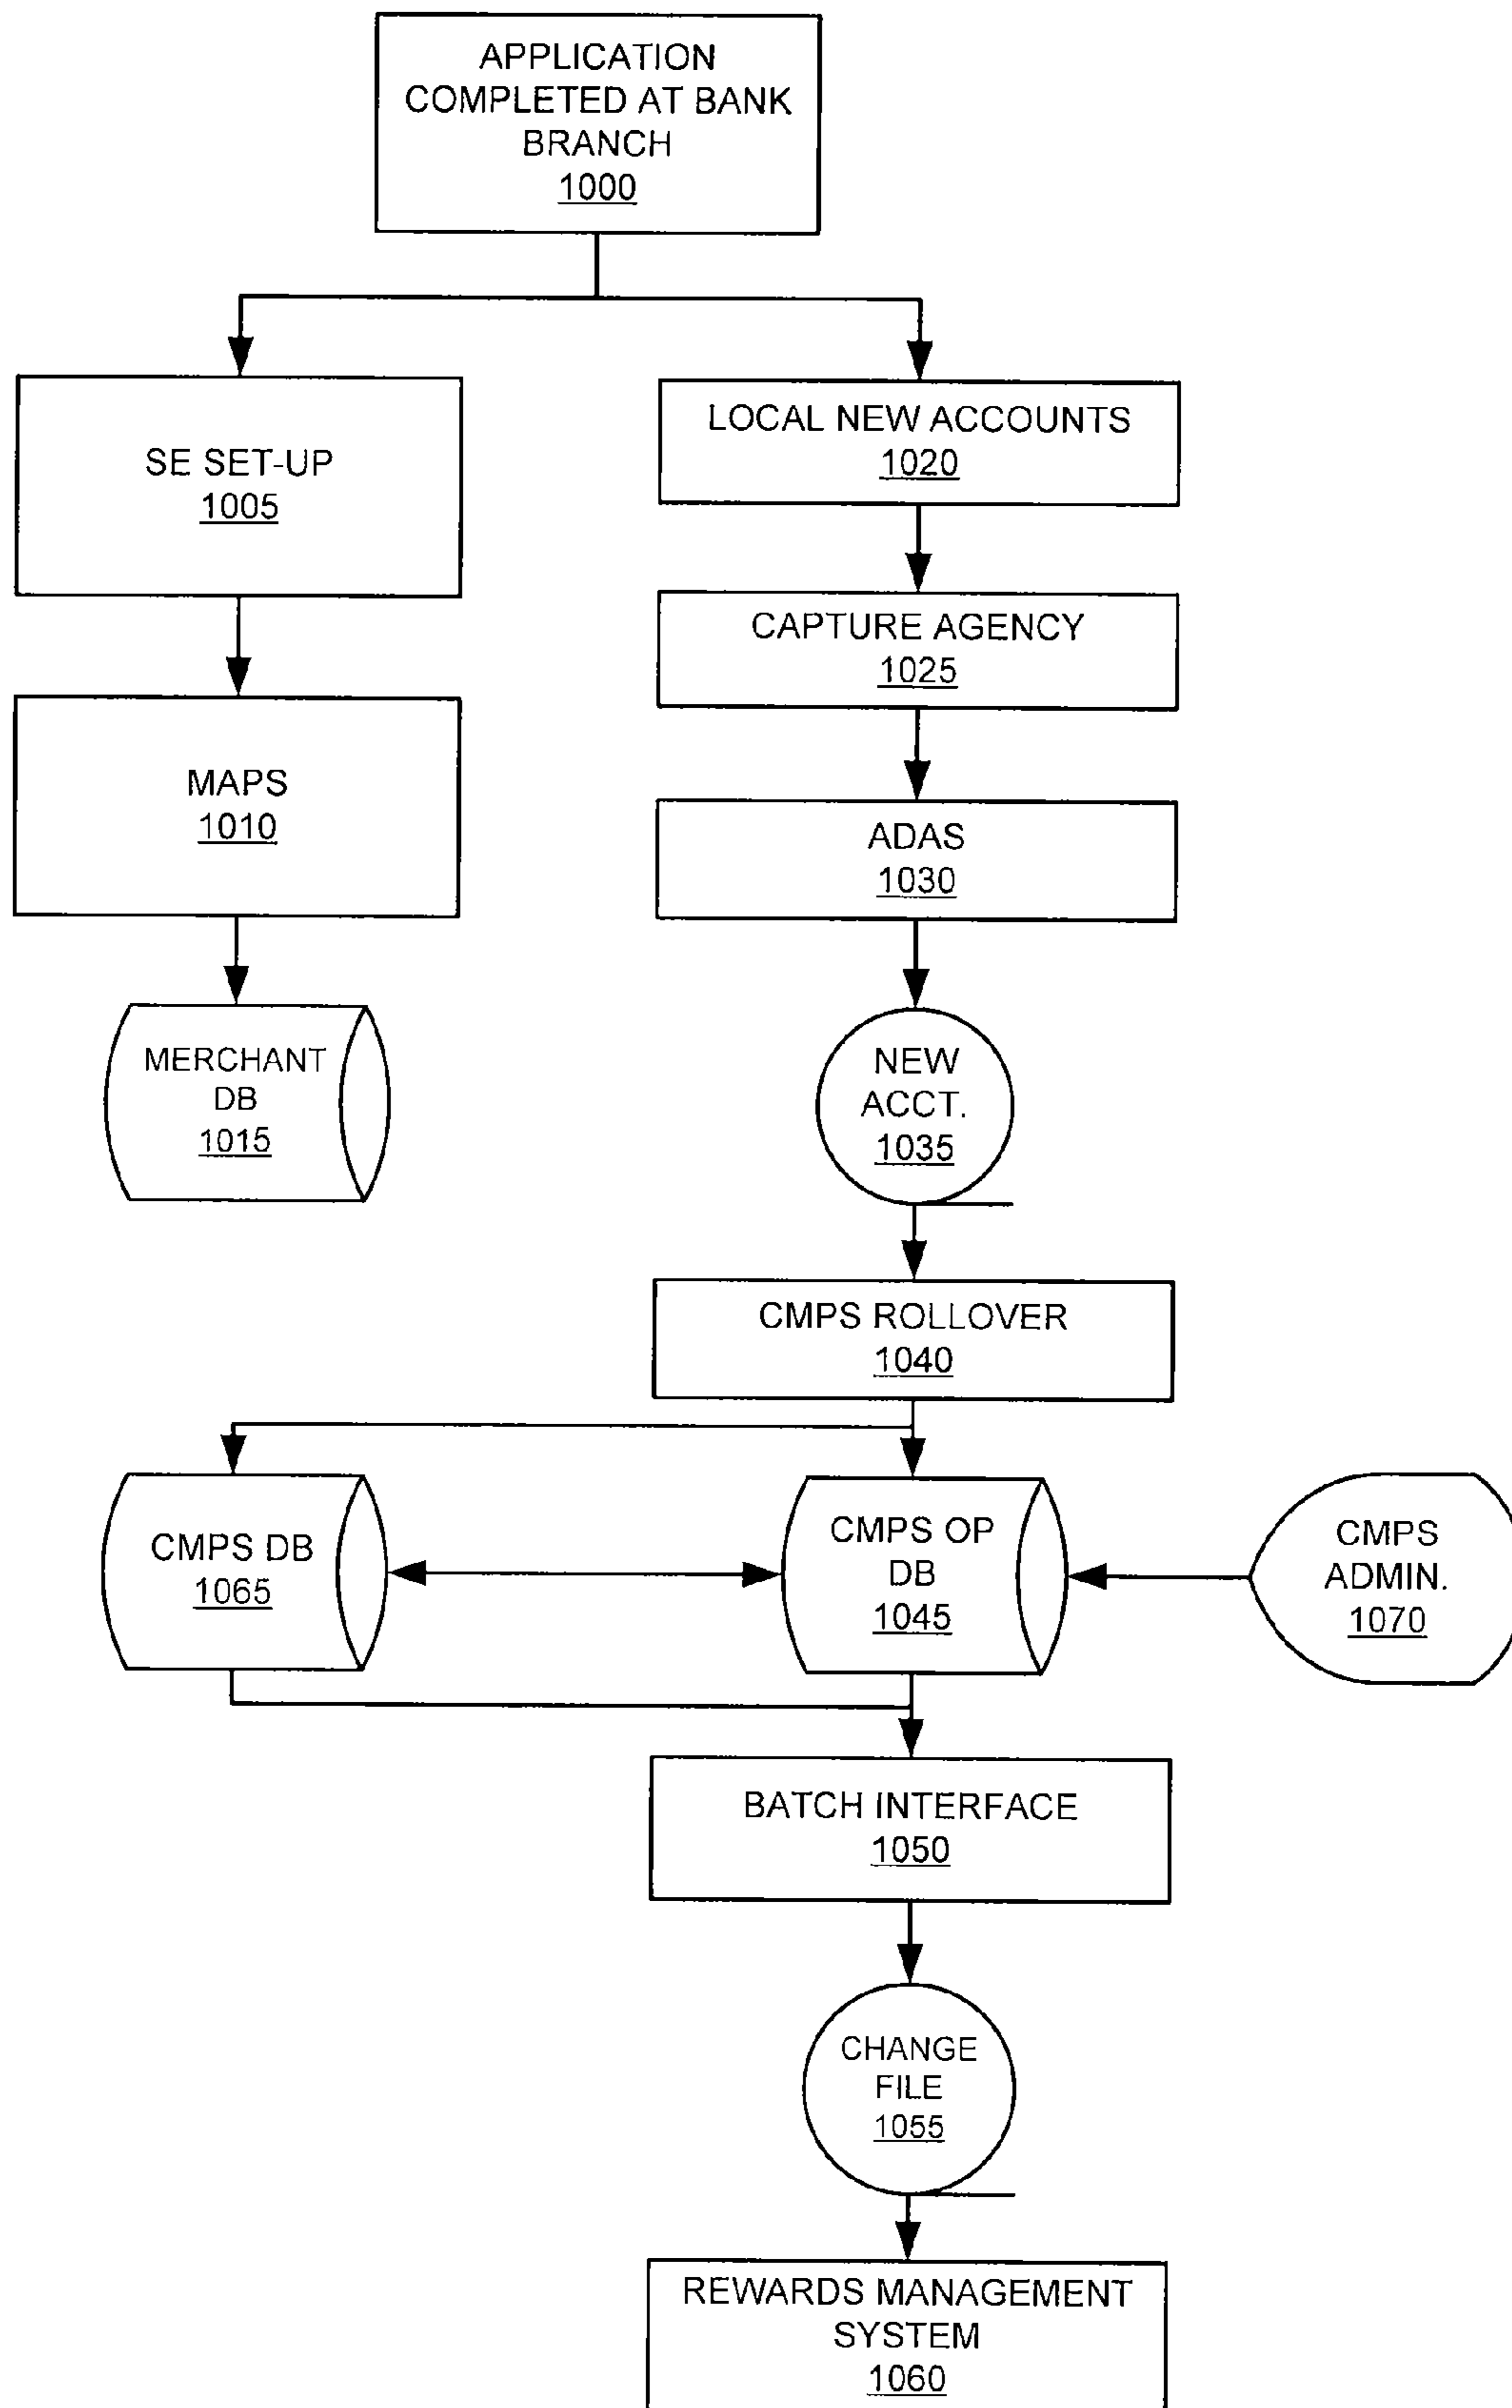 APPLICATION
COMPLETED AT BANK
BRANCH
1000
SE SET-UP
1005
LOCAL NEW ACCOUNTS
1020
CAPTURE AGENCY
1025
MAPS
1010
ADAS
1030
MERCHANT
DB
1015
NEW
ACCT.
1035
CMPS ROLLOVER
1040
CMPS DB
1065
CMPS OP
DB
1045
CMPS
ADMIN.
1070
BATCH INTERFACE
1050
CHANGE
FILE
1055
REWARDS MANAGEMENT
SYSTEM
1060